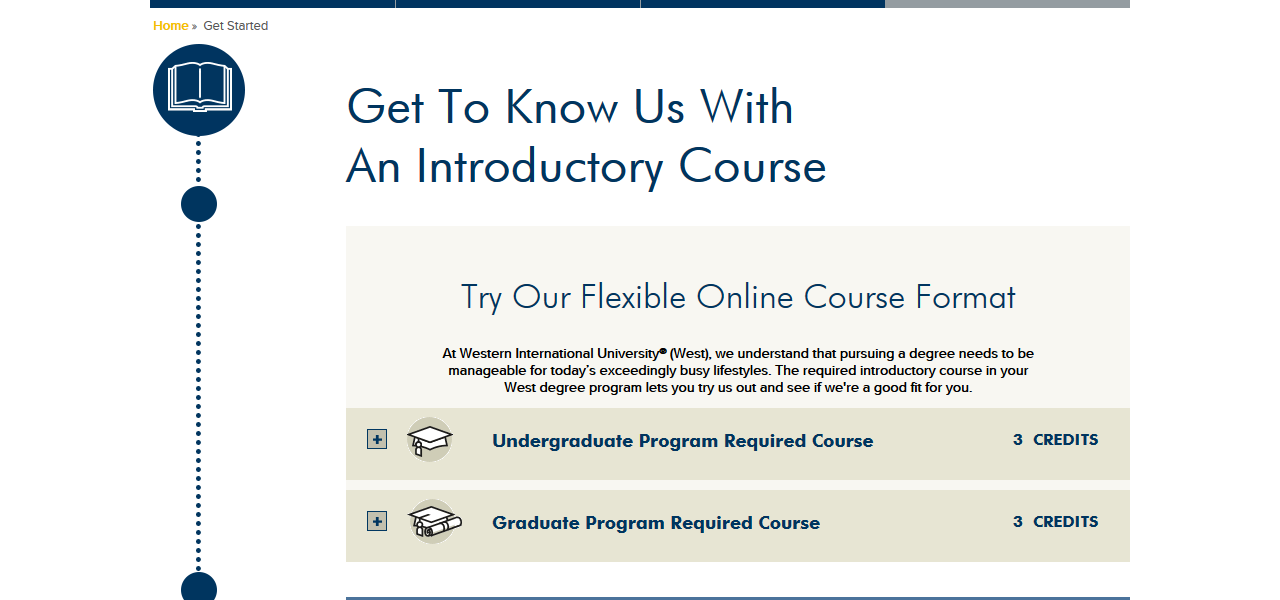 Home » Get Started
Get To Know Us With
An Introductory Course
Try Our Flexible Online Course Format
At Western International University® (West), we understand that pursuing a degree needs to be
manageable for today's exceedingly busy lifestyles. The required introductory course in your
West degree program lets you try us out and see if we're a good fit for you.
Undergraduate Program Required Course 3 CREDITS
Graduate Program Required Course 3 CREDITS